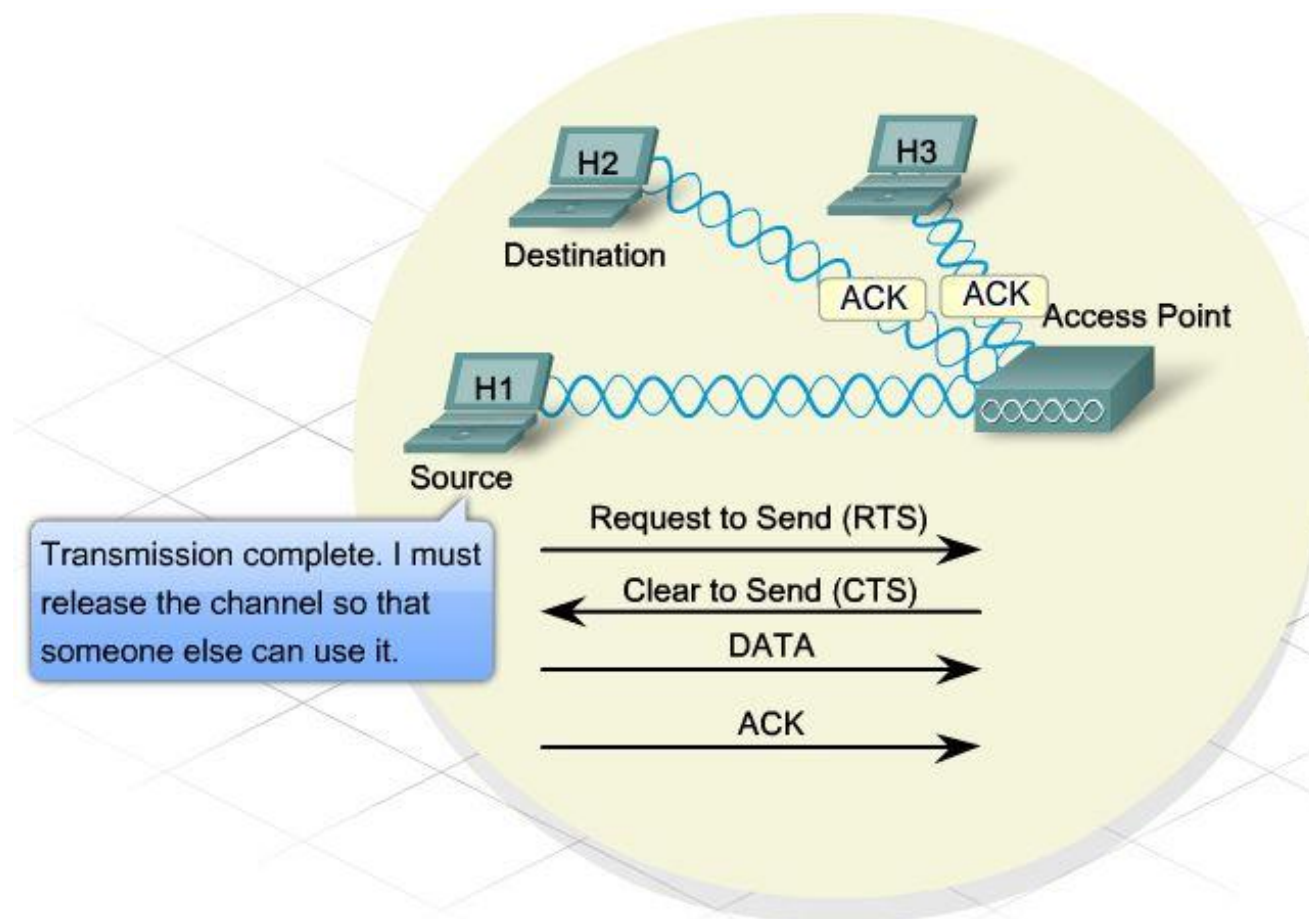 H2
H3
Destination
ACK
ACK
Access Point
H1
Source
Transmission complete. I must
release the channel so that
someone else can use it.
Request to Send (RTS)
Clear to Send (CTS)
DATA
ACK